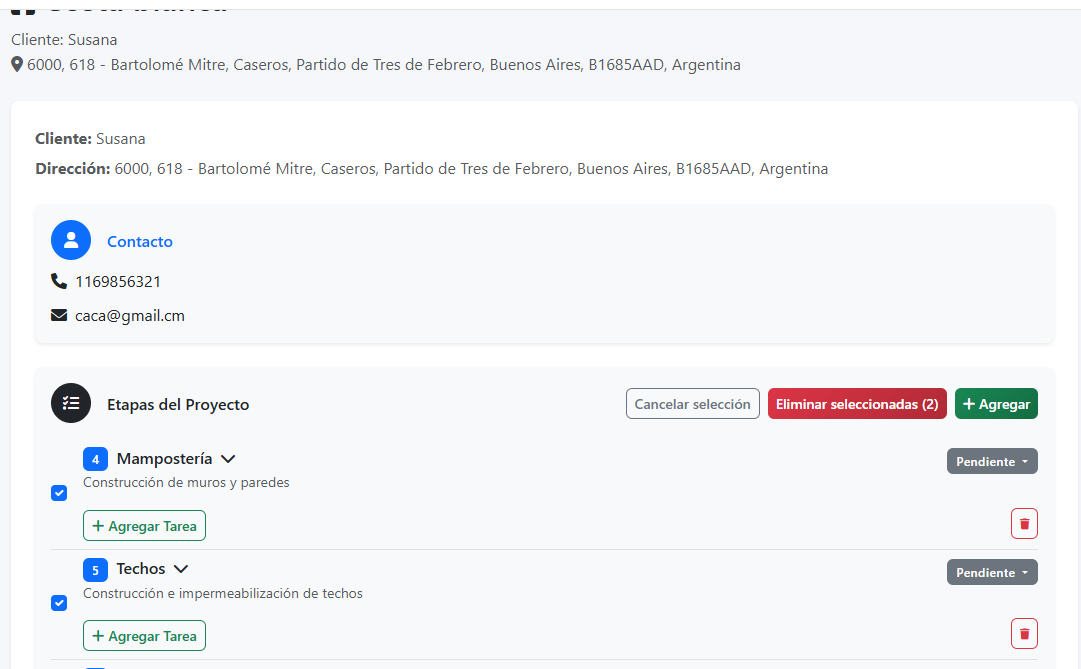 Cliente: Susana
6000, 618 - Bartolomé Mitre, Caseros, Partido de Tres de Febrero, Buenos Aires, B1685AAD, Argentina
Cliente: Susana
Dirección: 6000, 618 - Bartolomé Mitre, Caseros, Partido de Tres de Febrero, Buenos Aires, B1685AAD, Argentina
Contacto
1169856321
caca@gmail.cm
Etapas del Proyecto
Cancelar selección
Eliminar seleccionadas (2)
+ Agregar
4 Mampostería
Pendiente
Construcción de muros y paredes
+ Agregar Tarea
5 Techos
Pendiente
Construcción e impermeabilización de techos
+ Agregar Tarea